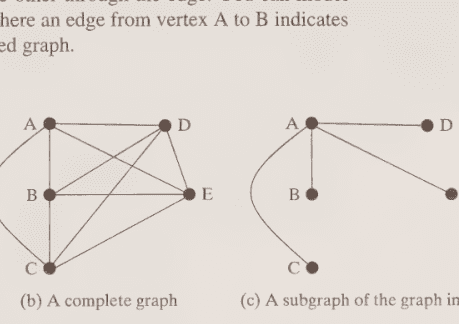 here an edge from vertex A to B indicates
ed graph.
A D A D
B E B
C C
(b) A complete graph (c) A subgraph of the graph in